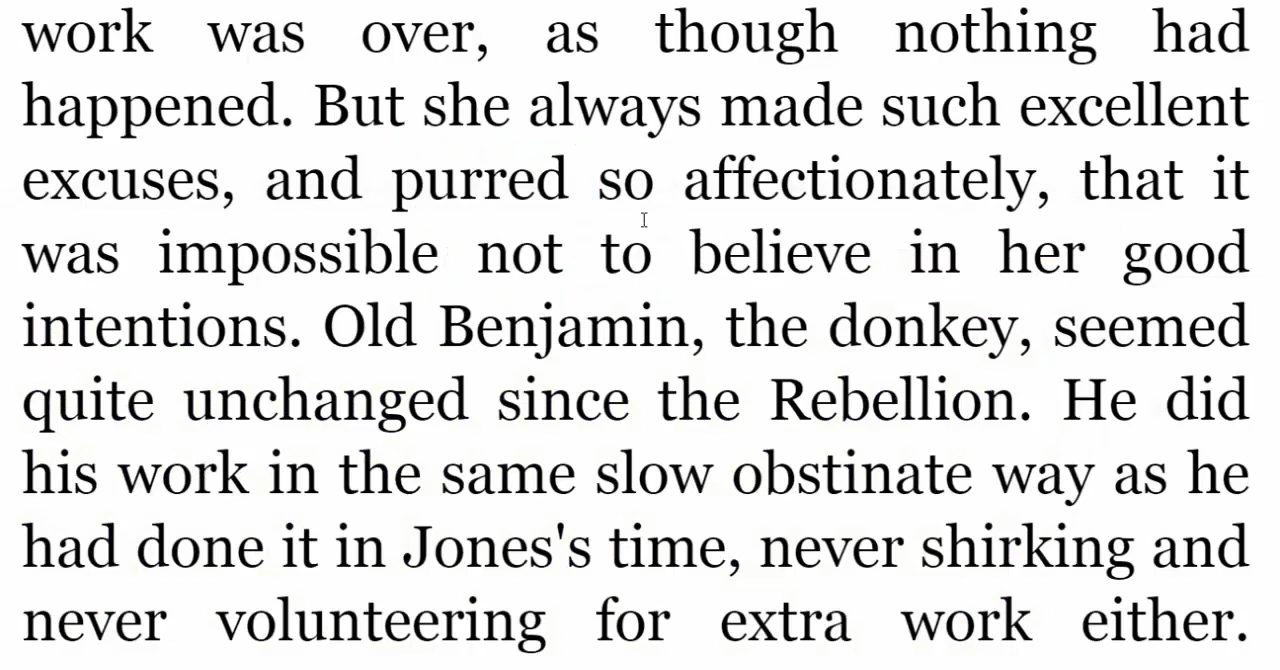 work was over, as though nothing had
happened. But she always made such excellent
excuses, and purred so affectionately, that it
was impossible not to believe in her good
intentions. Old Benjamin, the donkey, seemed
quite unchanged since the Rebellion. He did
his work in the same slow obstinate way as he
had done it in Jones's time, never shirking and
never volunteering for extra work either.